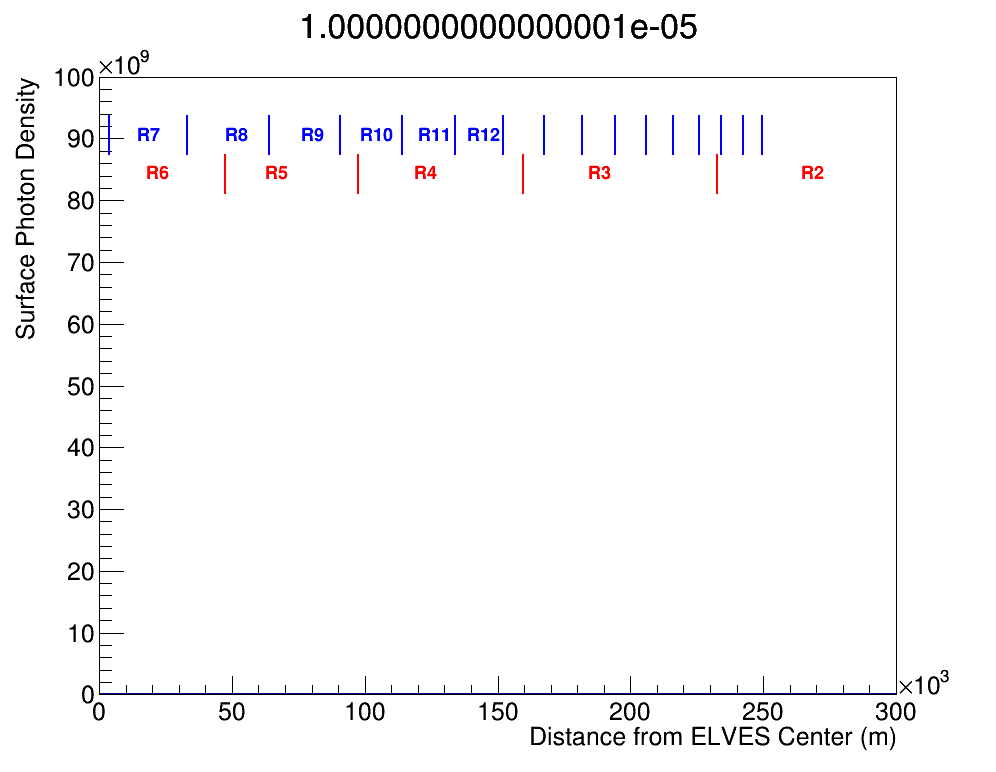 1.0000000000000001e-05
×10⁹
Surface Photon Density
100
90
80
70
60
50
40
30
20
10
0
R7 R8 R9 R10 R11 R12
R6 R5 R4 R3 R2
0 50 100 150 200 250 300
×10³
Distance from ELVES Center (m)